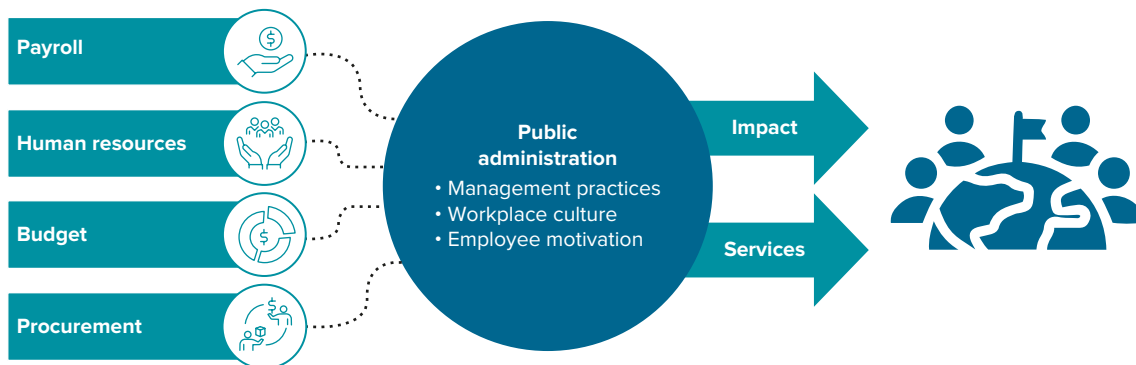 Payroll
Human resources
Budget
Procurement
Public
administration
• Management practices
• Workplace culture
• Employee motivation
Impact
Services